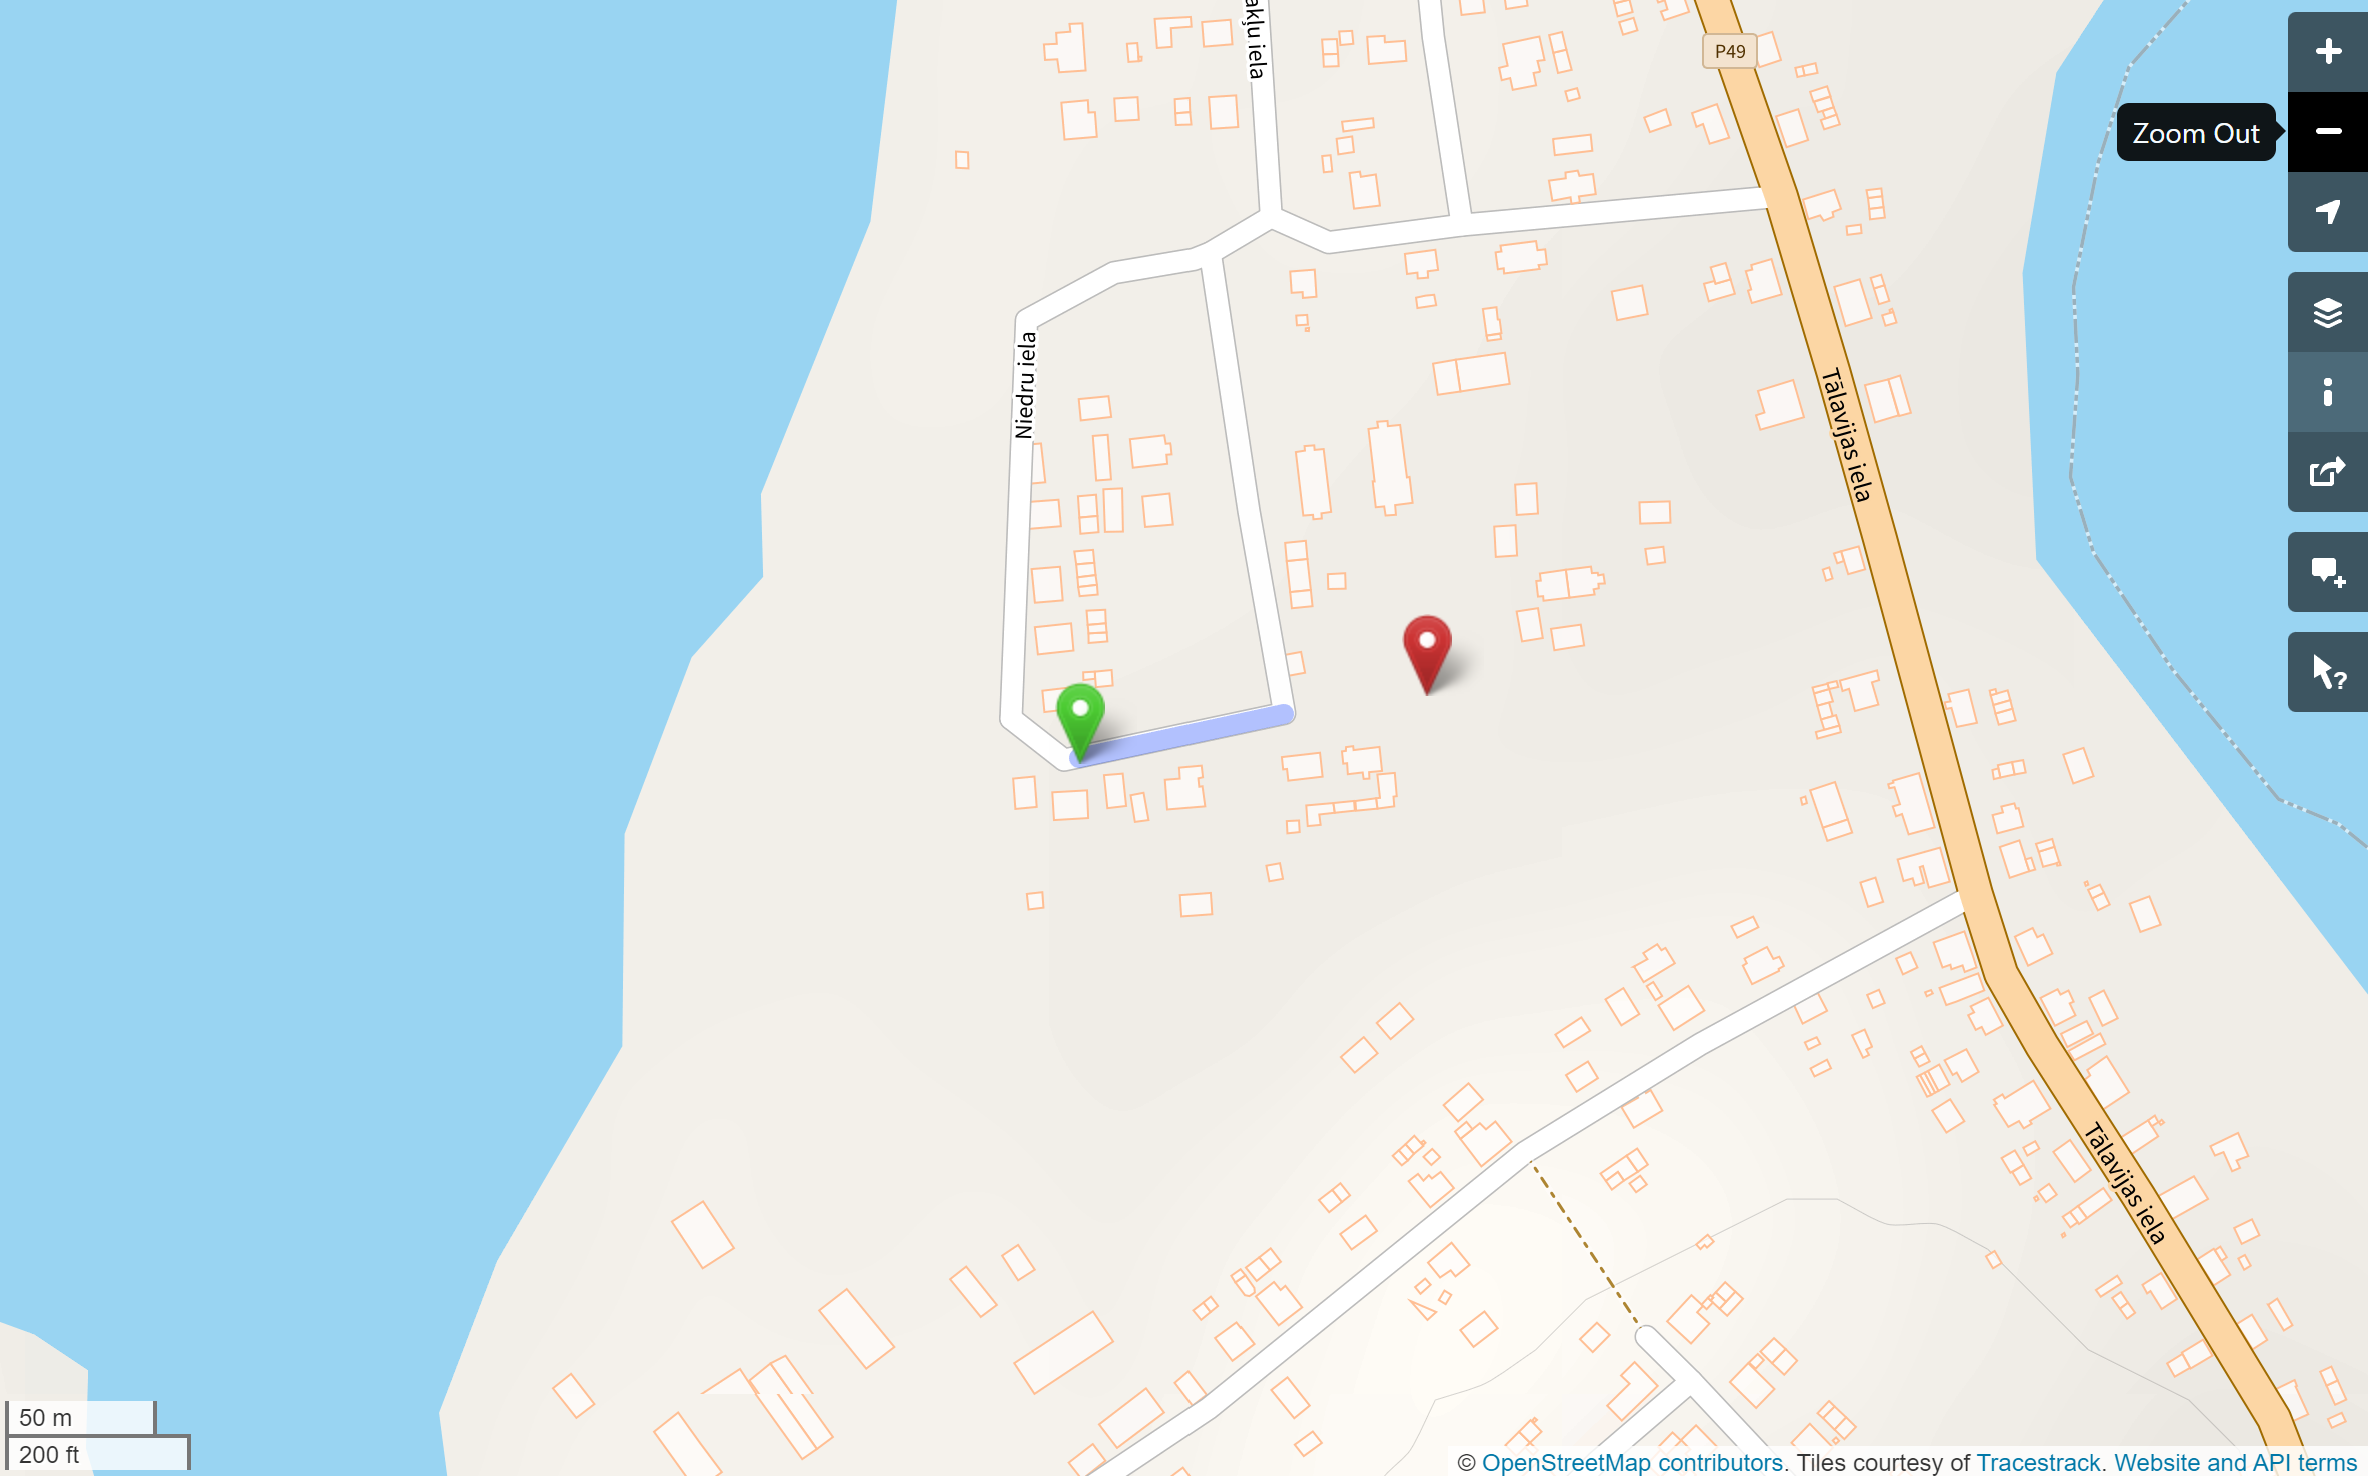 akļu iela
P49
Zoom Out
Niedru iela
Tālavijas iela
Tālavijas iela
?
50 m
200 ft
© OpenStreetMap contributors. Tiles courtesy of Tracestrack. Website and API terms